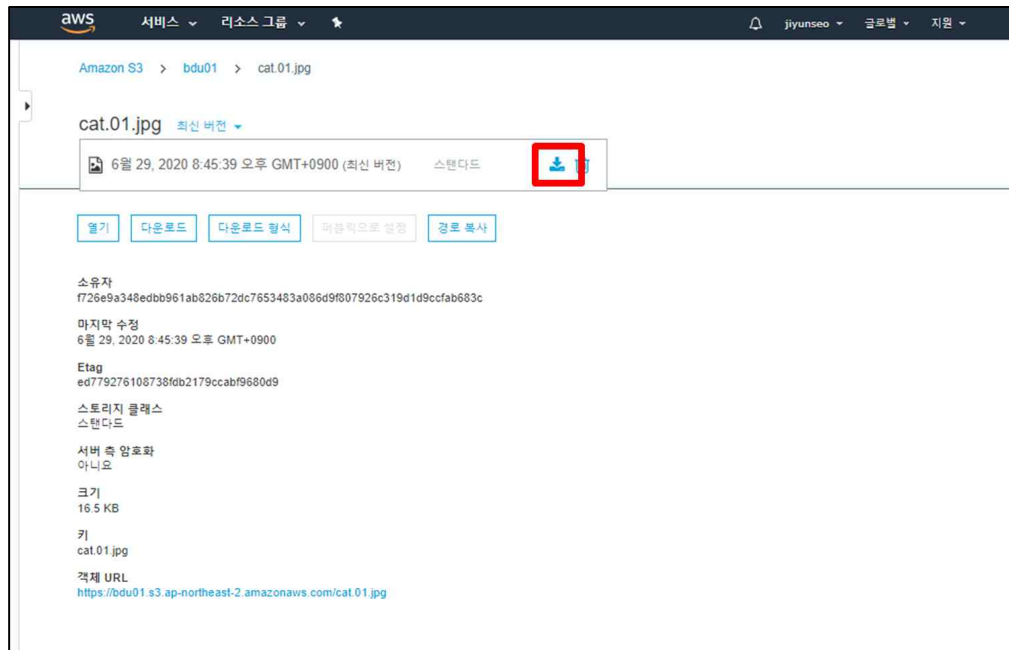 aws 서비스 리소스 그룹 jiyunseo 글로벌 지원
Amazon S3 > bdu01 > cat.01.jpg
cat.01.jpg 최신 버전
6월 29, 2020 8:45:39 오후 GMT+0900 (최신 버전) 스탠다드
열기 다운로드 다운로드 형식 퍼블릭으로 설정 경로 복사
소유자
f726e9a348edbb961ab826b72dc7653483a086d9f807926c319d1d9ccfab683c
마지막 수정
6월 29, 2020 8:45:39 오후 GMT+0900
Etag
ed779276108738fdb2179ccabf9680d9
스토리지 클래스
스탠다드
서버 측 암호화
아니요
크기
16.5 KB
키
cat.01.jpg
객체 URL
https://bdu01.s3.ap-northeast-2.amazonaws.com/cat.01.jpg